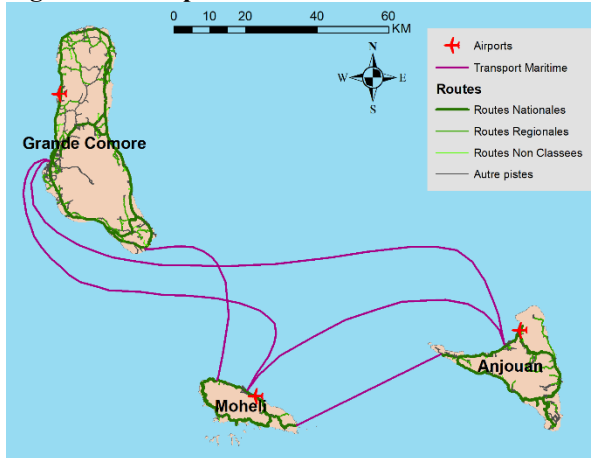 0 10 20 40 60
KM
N
W E
S
Airports
Transport Maritime
Routes
Routes Nationales
Routes Regionales
Routes Non Classees
Autre pistes
Grande Comore
Anjouan
Moheli